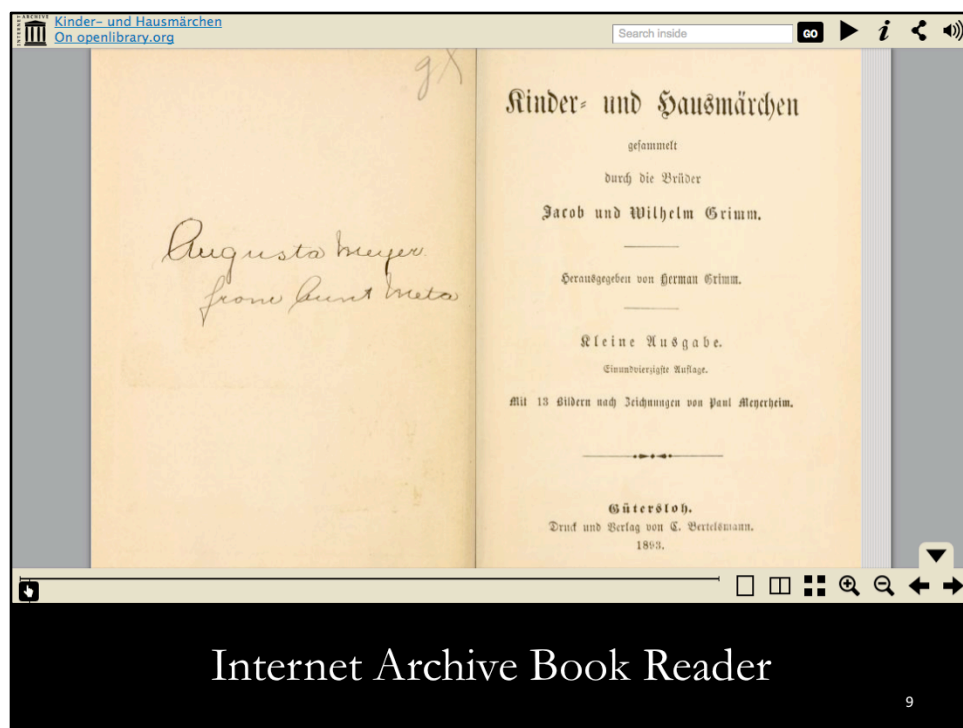 INTERNET ARCHIVE
Kinder- und Hausmärchen
On openlibrary.org
Search inside
GO
gX
Augusta Meyer
from Aunt Meta
Kinder- und Hausmärchen
gesammelt
durch die Brüder
Jacob und Wilhelm Grimm.
Herausgegeben von Herman Grimm.
Kleine Ausgabe.
Einundvierzigste Auflage.
Mit 13 Bildern nach Zeichnungen von Paul Meyerheim.
Gütersloh.
Druck und Verlag von C. Bertelsmann.
1893.
Internet Archive Book Reader
9